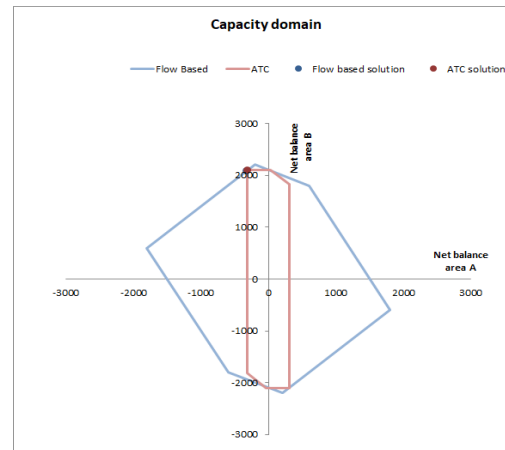 Capacity domain
Flow Based
ATC
Flow based solution
ATC solution
Net balance
area B
3000
2000
1000
0
-1000
-2000
-3000
Net balance
area A
-3000
-2000
-1000
0
1000
2000
3000